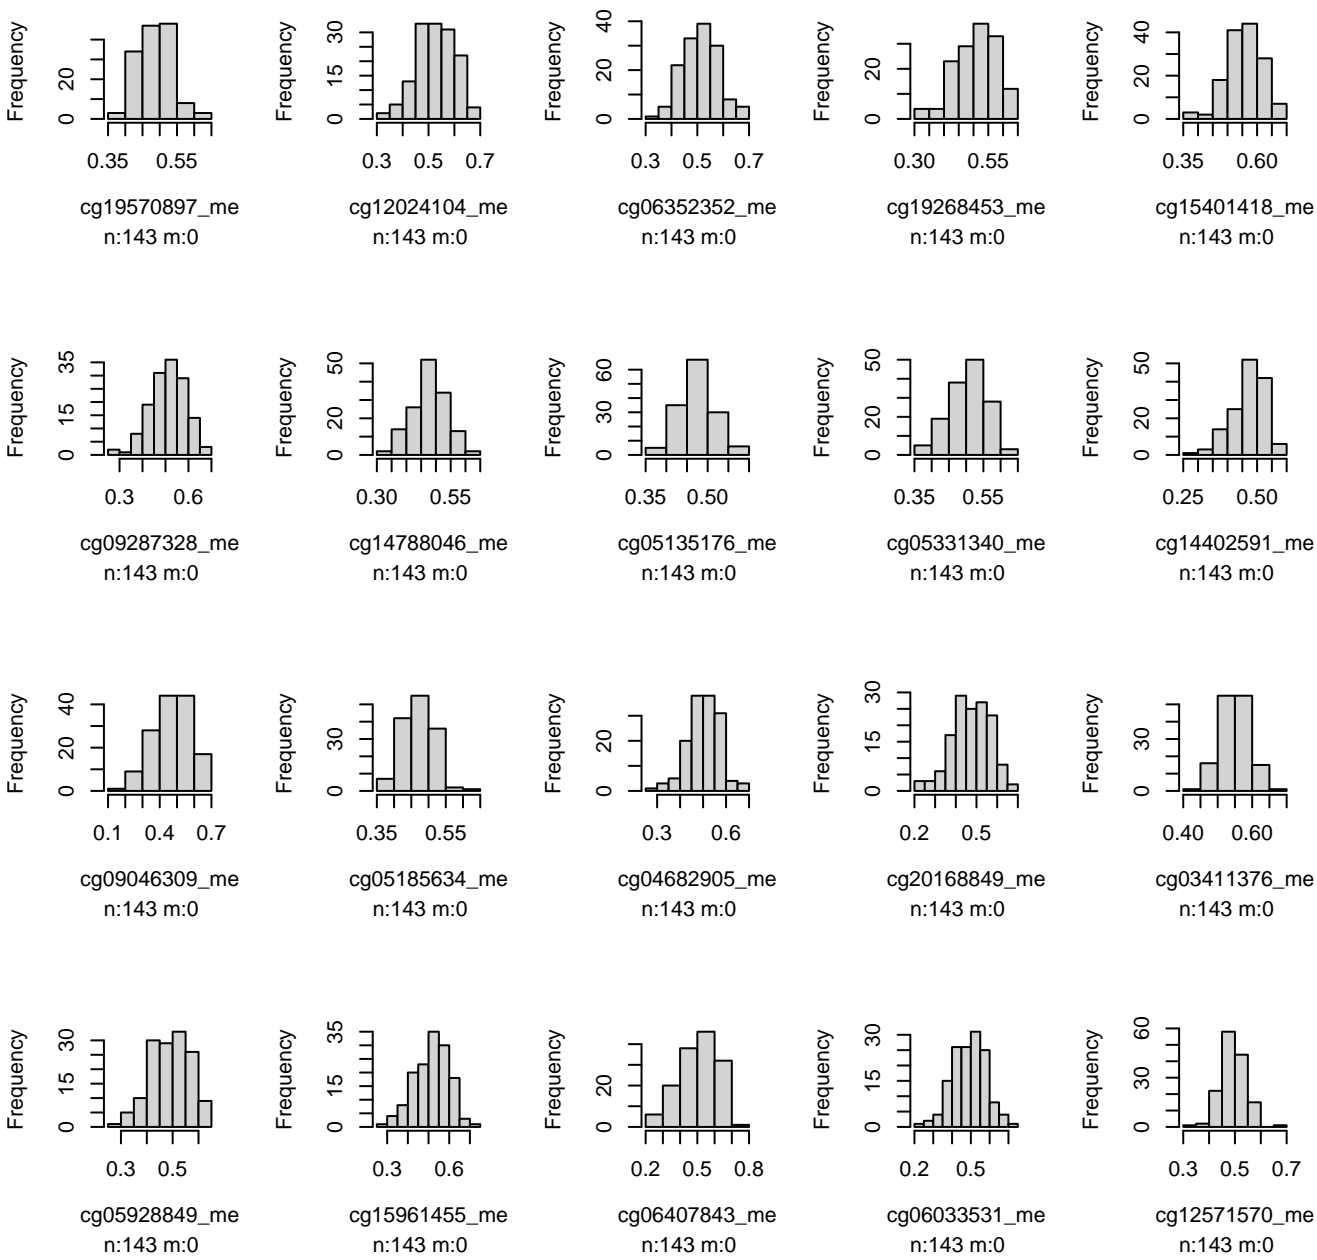 Frequency
0 20
0.35 0.55
cg19570897_me
n:143 m:0
Frequency
0 15 30
0.3 0.5 0.7
cg12024104_me
n:143 m:0
Frequency
0 20 40
0.3 0.5 0.7
cg06352352_me
n:143 m:0
Frequency
0 20
0.30 0.55
cg19268453_me
n:143 m:0
Frequency
0 20 40
0.35 0.60
cg15401418_me
n:143 m:0
Frequency
0 15 35
0.3 0.6
cg09287328_me
n:143 m:0
Frequency
0 20 50
0.30 0.55
cg14788046_me
n:143 m:0
Frequency
0 30 60
0.35 0.50
cg05135176_me
n:143 m:0
Frequency
0 20 50
0.35 0.55
cg05331340_me
n:143 m:0
Frequency
0 20 50
0.25 0.50
cg14402591_me
n:143 m:0
Frequency
0 20 40
0.1 0.4 0.7
cg09046309_me
n:143 m:0
Frequency
0 30
0.35 0.55
cg05185634_me
n:143 m:0
Frequency
0 20
0.3 0.6
cg04682905_me
n:143 m:0
Frequency
0 15 30
0.2 0.5
cg20168849_me
n:143 m:0
Frequency
0 30
0.40 0.60
cg03411376_me
n:143 m:0
Frequency
0 15 30
0.3 0.5
cg05928849_me
n:143 m:0
Frequency
0 15 35
0.3 0.6
cg15961455_me
n:143 m:0
Frequency
0 20
0.2 0.5 0.8
cg06407843_me
n:143 m:0
Frequency
0 15 30
0.2 0.5
cg06033531_me
n:143 m:0
Frequency
0 30 60
0.3 0.5 0.7
cg12571570_me
n:143 m:0